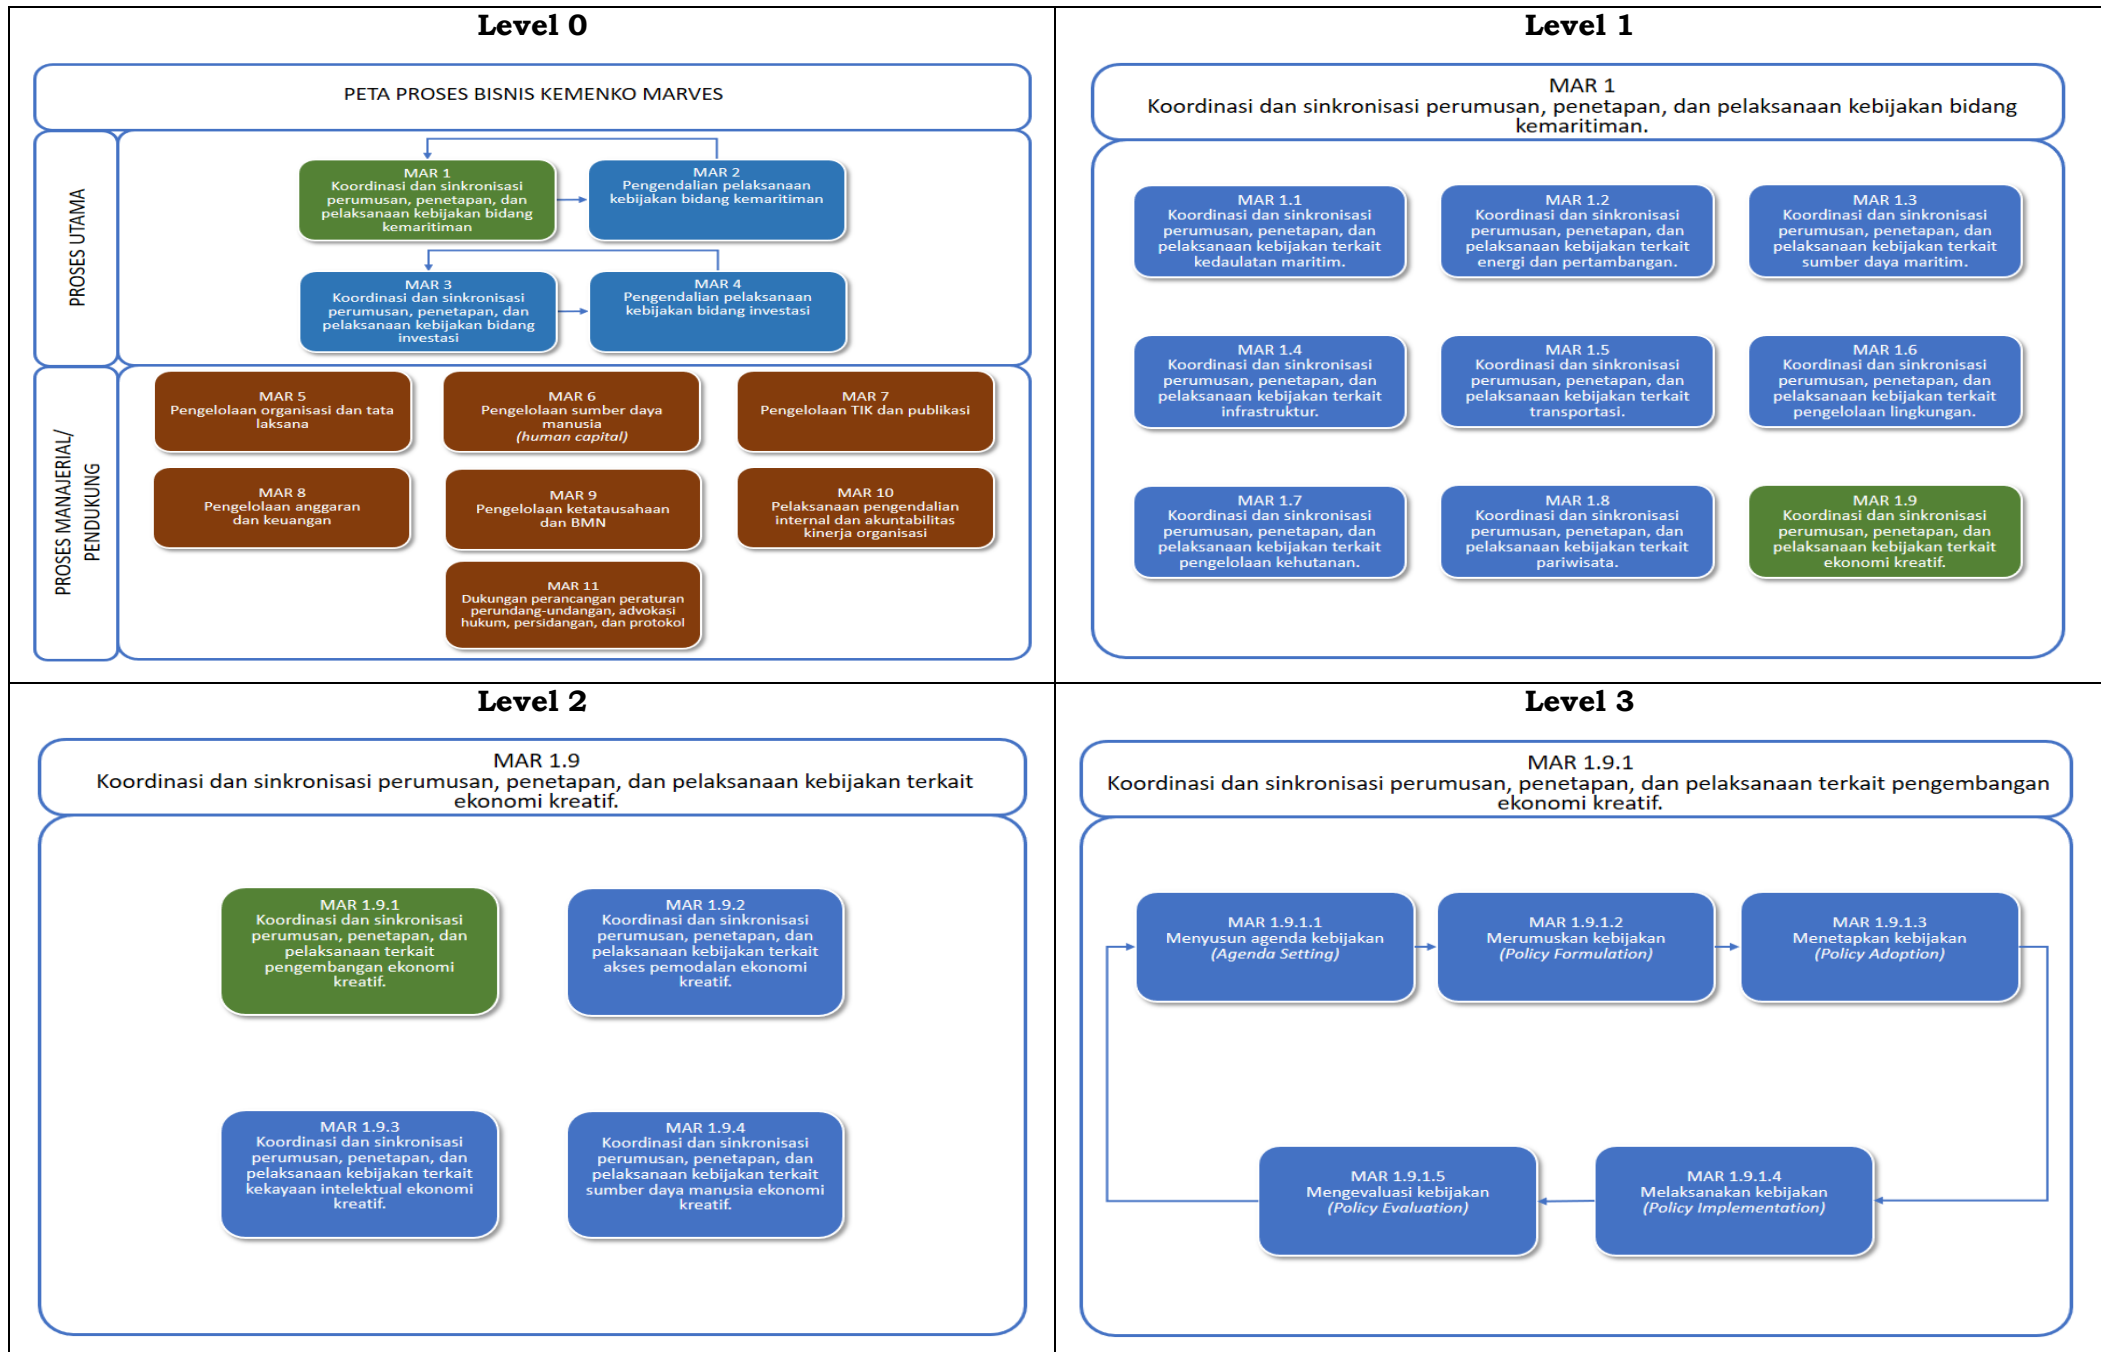 Level 0
PETA PROSES BISNIS KEMENKO MARVES
PROSES UTAMA
MAR 1
Koordinasi dan sinkronisasi
perumusan, penetapan, dan
pelaksanaan kebijakan bidang
kemaritiman
MAR 2
Pengendalian pelaksanaan
kebijakan bidang kemaritiman
MAR 3
Koordinasi dan sinkronisasi
perumusan, penetapan, dan
pelaksanaan kebijakan bidang
investasi
MAR 4
Pengendalian pelaksanaan
kebijakan bidang investasi
PROSES MANAJERIAL/
PENDUKUNG
MAR 5
Pengelolaan organisasi dan tata
laksana
MAR 6
Pengelolaan sumber daya
manusia
(human capital)
MAR 7
Pengelolaan TIK dan publikasi
MAR 8
Pengelolaan anggaran
dan keuangan
MAR 9
Pengelolaan ketatausahaan
dan BMN
MAR 10
Pelaksanaan pengendalian
internal dan akuntabilitas
kinerja organisasi
MAR 11
Dukungan perancangan peraturan
perundang-undangan, advokasi
hukum, persidangan, dan protokol
Level 1
MAR 1
Koordinasi dan sinkronisasi perumusan, penetapan, dan pelaksanaan kebijakan bidang
kemaritiman.
MAR 1.1
Koordinasi dan sinkronisasi
perumusan, penetapan, dan
pelaksanaan kebijakan terkait
kedaulatan maritim.
MAR 1.2
Koordinasi dan sinkronisasi
perumusan, penetapan, dan
pelaksanaan kebijakan terkait
energi dan pertambangan.
MAR 1.3
Koordinasi dan sinkronisasi
perumusan, penetapan, dan
pelaksanaan kebijakan terkait
sumber daya maritim.
MAR 1.4
Koordinasi dan sinkronisasi
perumusan, penetapan, dan
pelaksanaan kebijakan terkait
infrastruktur.
MAR 1.5
Koordinasi dan sinkronisasi
perumusan, penetapan, dan
pelaksanaan kebijakan terkait
transportasi.
MAR 1.6
Koordinasi dan sinkronisasi
perumusan, penetapan, dan
pelaksanaan kebijakan terkait
pengelolaan lingkungan.
MAR 1.7
Koordinasi dan sinkronisasi
perumusan, penetapan, dan
pelaksanaan kebijakan terkait
pengelolaan kehutanan.
MAR 1.8
Koordinasi dan sinkronisasi
perumusan, penetapan, dan
pelaksanaan kebijakan terkait
pariwisata.
MAR 1.9
Koordinasi dan sinkronisasi
perumusan, penetapan, dan
pelaksanaan kebijakan terkait
ekonomi kreatif.
Level 2
MAR 1.9
Koordinasi dan sinkronisasi perumusan, penetapan, dan pelaksanaan kebijakan terkait
ekonomi kreatif.
MAR 1.9.1
Koordinasi dan sinkronisasi
perumusan, penetapan, dan
pelaksanaan terkait
pengembangan ekonomi
kreatif.
MAR 1.9.2
Koordinasi dan sinkronisasi
perumusan, penetapan, dan
pelaksanaan kebijakan terkait
akses pemodalan ekonomi
kreatif.
MAR 1.9.3
Koordinasi dan sinkronisasi
perumusan, penetapan, dan
pelaksanaan kebijakan terkait
kekayaan intelektual ekonomi
kreatif.
MAR 1.9.4
Koordinasi dan sinkronisasi
perumusan, penetapan, dan
pelaksanaan kebijakan terkait
sumber daya manusia ekonomi
kreatif.
Level 3
MAR 1.9.1
Koordinasi dan sinkronisasi perumusan, penetapan, dan pelaksanaan terkait pengembangan
ekonomi kreatif.
MAR 1.9.1.1
Menyusun agenda kebijakan
(Agenda Setting)
MAR 1.9.1.2
Merumuskan kebijakan
(Policy Formulation)
MAR 1.9.1.3
Menetapkan kebijakan
(Policy Adoption)
MAR 1.9.1.5
Mengevaluasi kebijakan
(Policy Evaluation)
MAR 1.9.1.4
Melaksanakan kebijakan
(Policy Implementation)